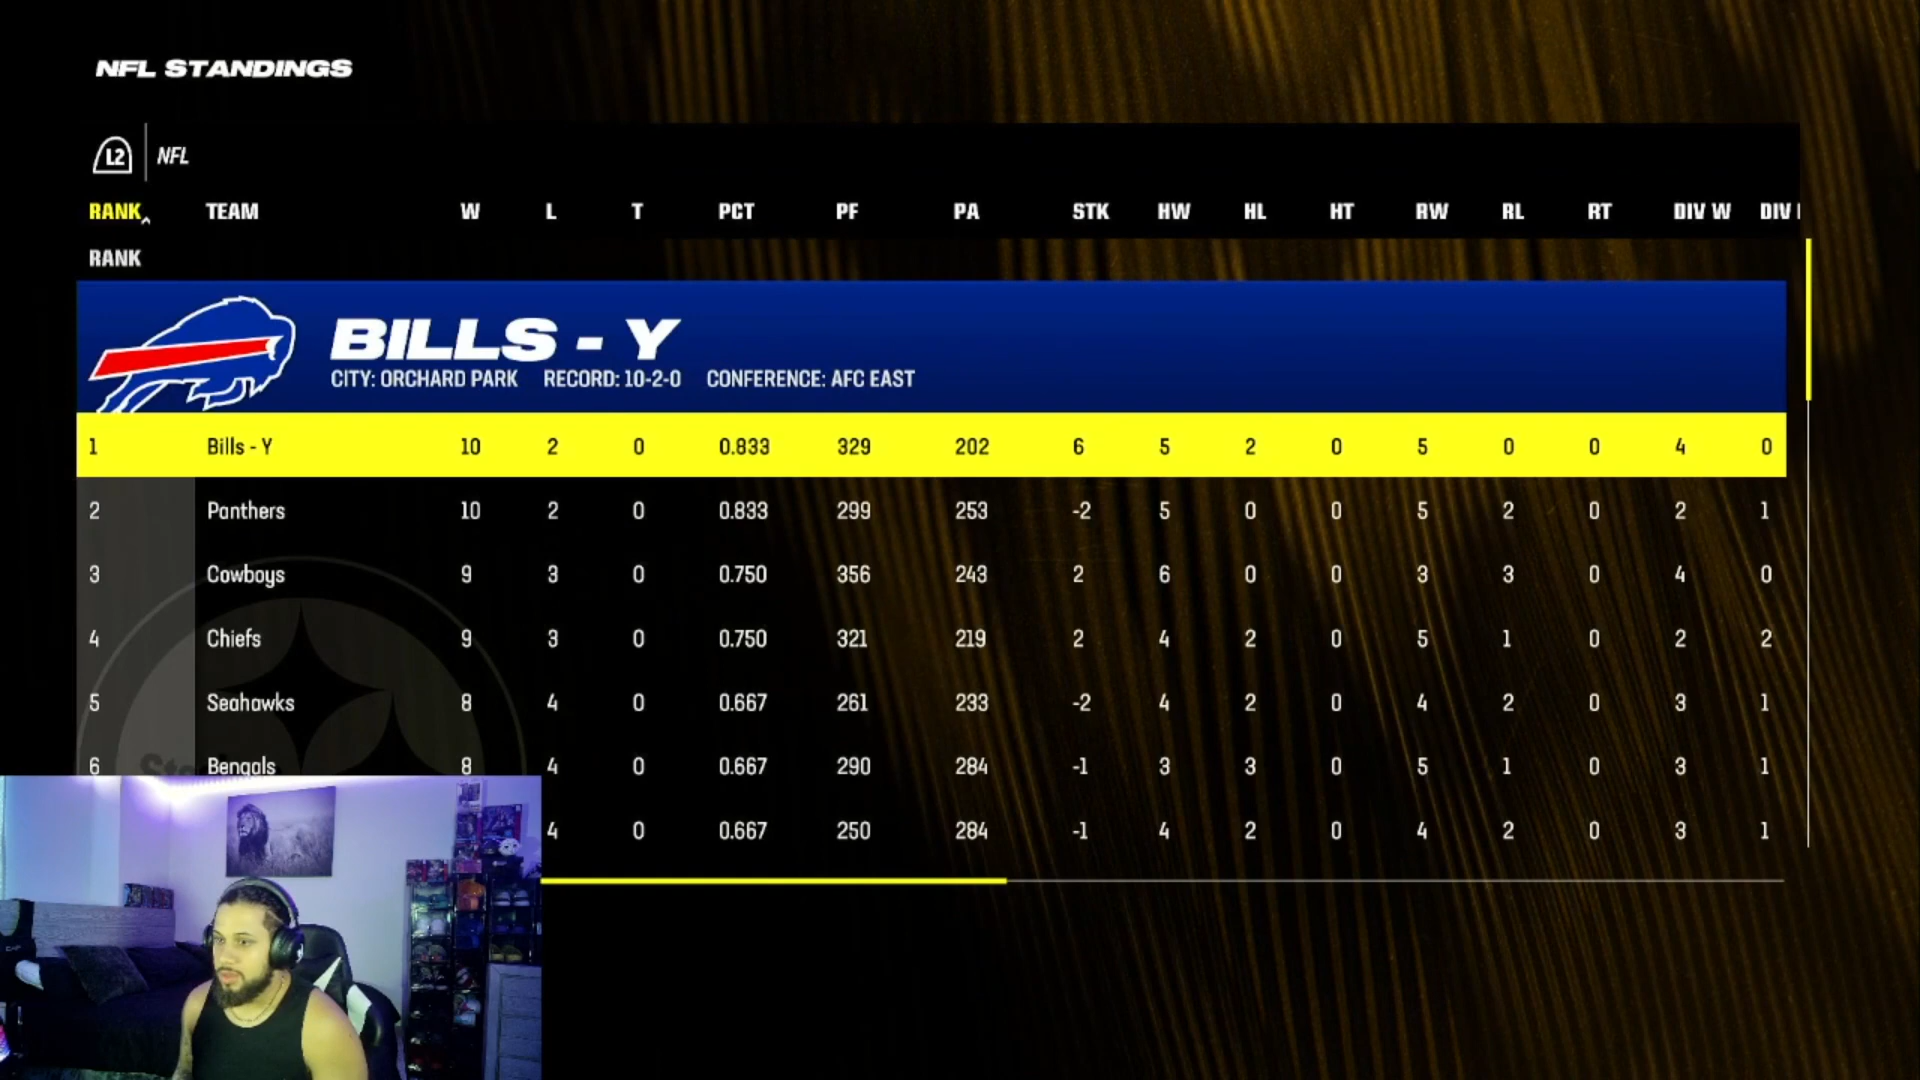 NFL STANDINGS
L2 NFL
RANK TEAM W L T PCT PF PA STK HW HL HT RW RL RT DIV W DIV
RANK
BILLS - Y
CITY: ORCHARD PARK RECORD: 10-2-0 CONFERENCE: AFC EAST
1 Bills - Y 10 2 0 0.833 329 202 6 5 2 0 5 0 0 4 0
2 Panthers 10 2 0 0.833 299 253 -2 5 0 0 5 2 0 2 1
3 Cowboys 9 3 0 0.750 356 243 2 6 0 0 3 3 0 4 0
4 Chiefs 9 3 0 0.750 321 219 2 4 2 0 5 1 0 2 2
5 Seahawks 8 4 0 0.667 261 233 -2 4 2 0 4 2 0 3 1
6 Bengals 8 4 0 0.667 290 284 -1 3 3 0 5 1 0 3 1
4 0 0.667 250 284 -1 4 2 0 4 2 0 3 1